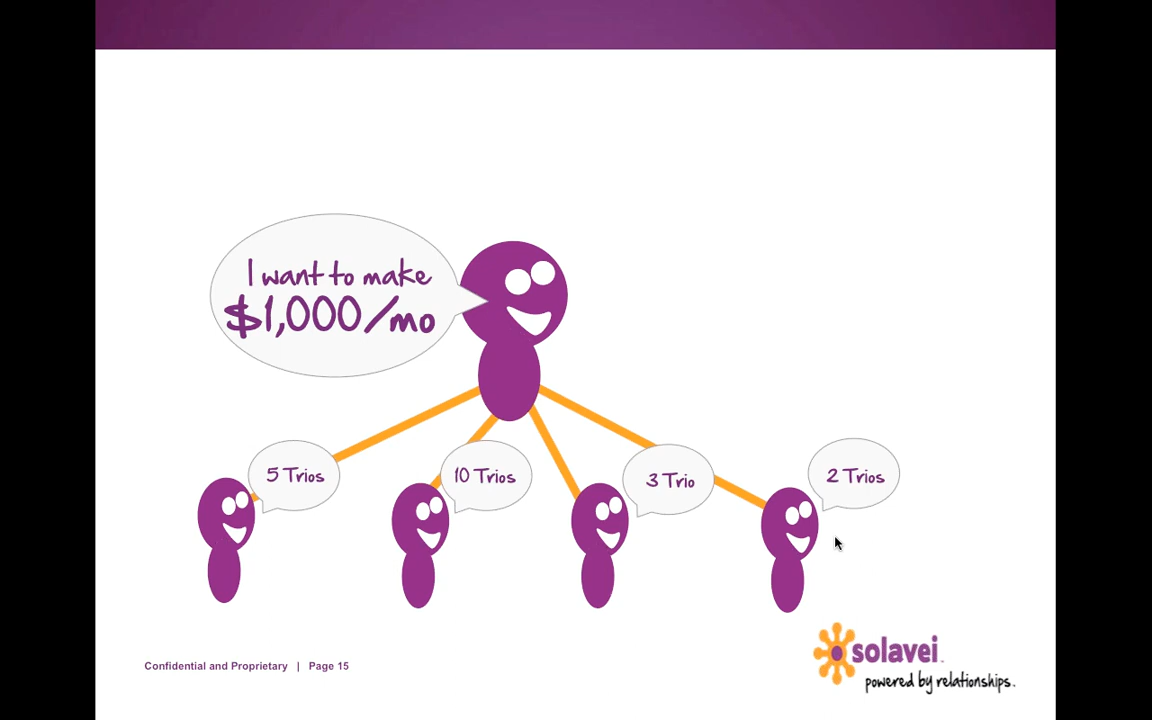 I want to make
$1,000/mo
5 Trios
10 Trios
3 Trio
2 Trios
Confidential and Proprietary | Page 15
solavei
powered by relationships.